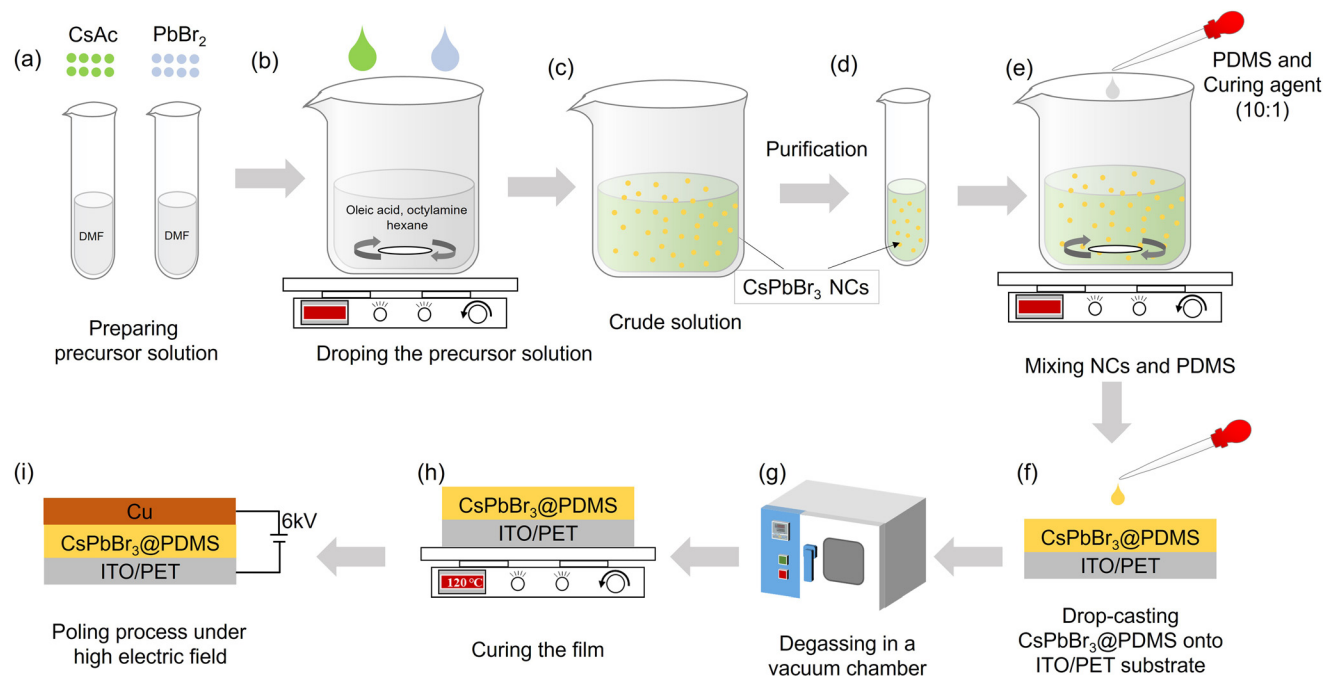 CsAc
PbBr₂
(a)
DMF
DMF
Preparing
precursor solution
(b)
Oleic acid, octylamine
hexane
Droping the precursor solution
(c)
Crude solution
Purification
(d)
CsPbBr₃ NCs
(e)
PDMS and
Curing agent
(10:1)
Mixing NCs and PDMS
(f)
CsPbBr₃@PDMS
ITO/PET
Drop-casting
CsPbBr₃@PDMS onto
ITO/PET substrate
(g)
Degassing in a
vacuum chamber
(h)
CsPbBr₃@PDMS
ITO/PET
120℃
Curing the film
(i)
Cu
CsPbBr₃@PDMS
ITO/PET
6kV
Poling process under
high electric field